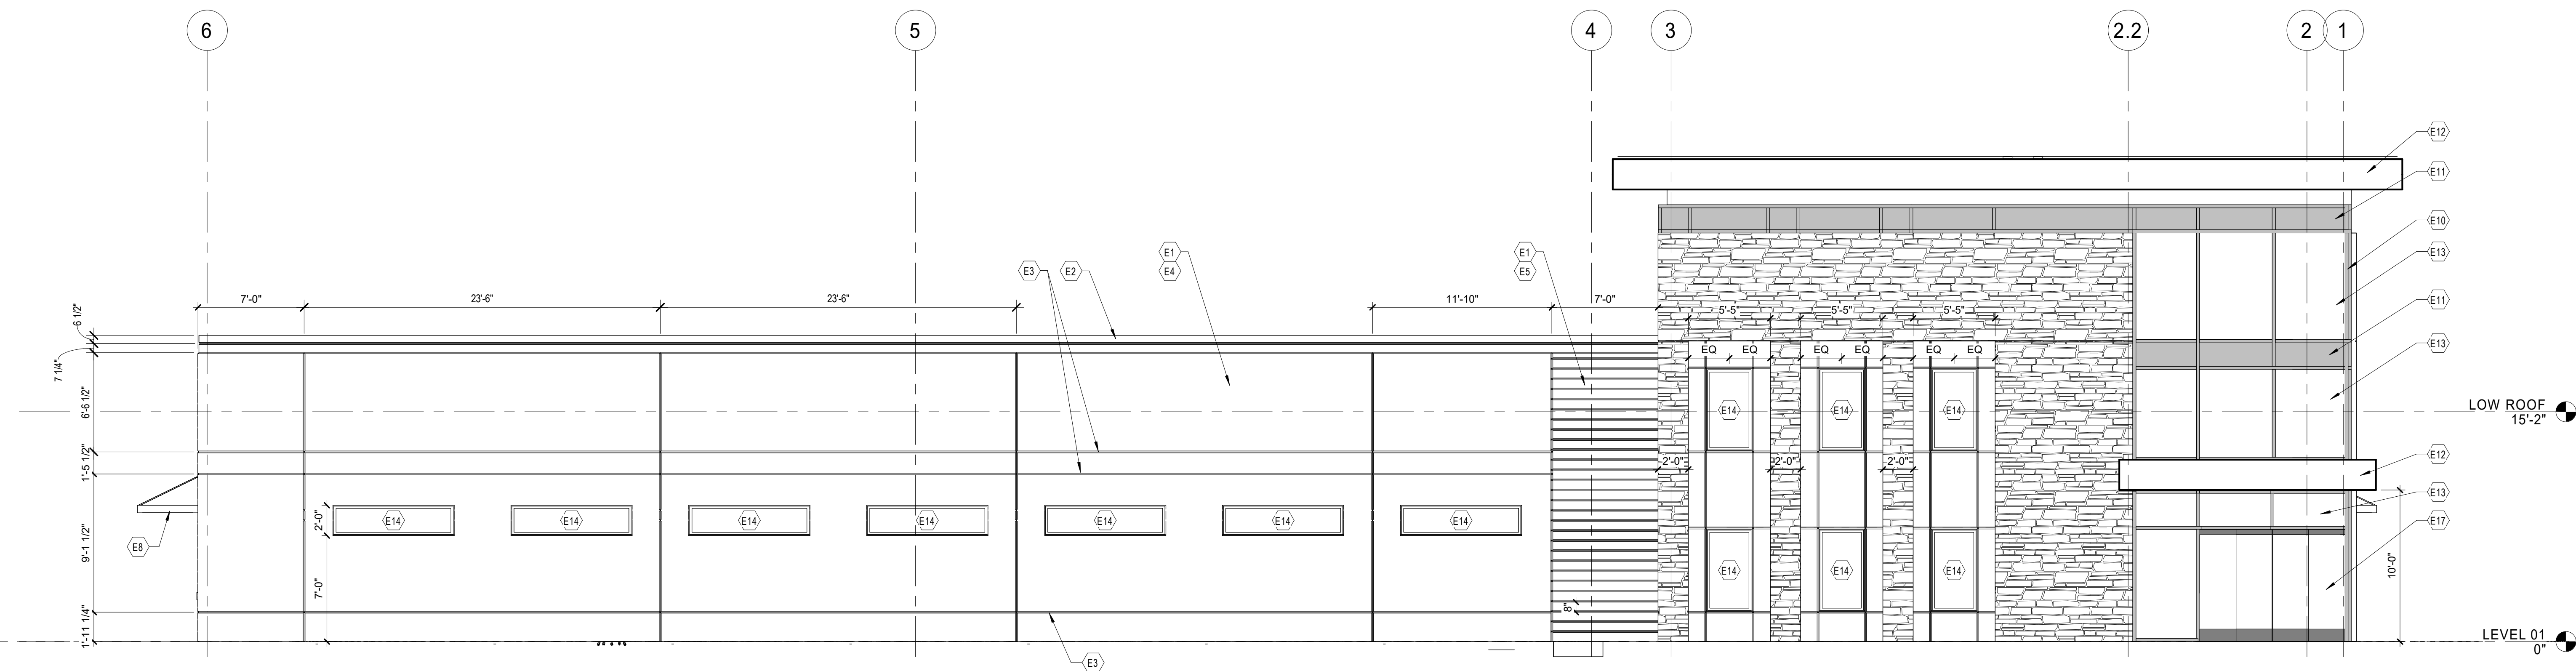 6 5 4 3 2.2 2 1
E12
E11
E10
E1 E1 E13
E3 E2 E4 E5
E11
7'-0" 23'-6" 23'-6" 11'-10" 7'-0"
6 1/2" 5'-5" 5'-5" 5'-5"
E13
EQ EQ EQ EQ EQ EQ
7 1/4"
6'-6 1/2"
E14 E14 E14
LOW ROOF
15'-2"
E12
1'-5 1/2" 2'-0" 2'-0" 2'-0"
E13
2'-0" E14 E14 E14 E14 E14 E14 E14 E17
9'-1 1/2"
E8
10'-0"
E14 E14 E14
7'-0"
8"
1'-11 1/4"
LEVEL 01
0"
E3